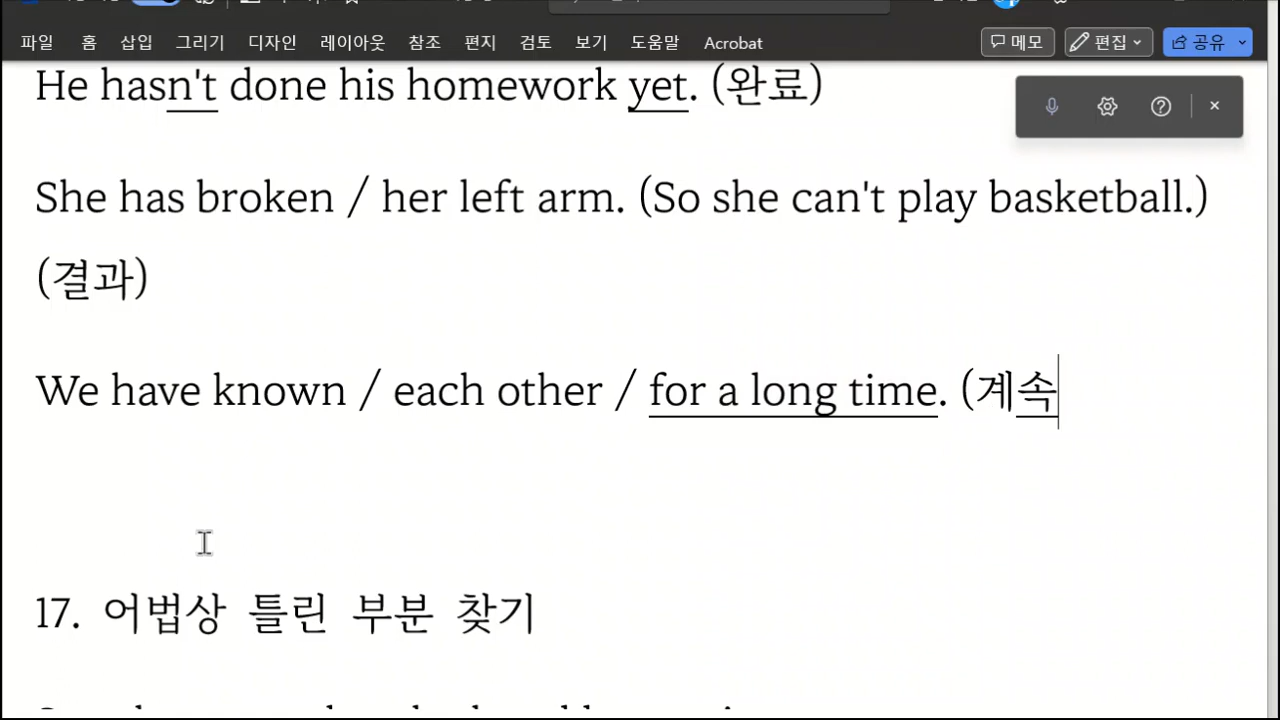 파일 홈 삽입 그리기 디자인 레이아웃 참조 편지 검토 보기 도움말 Acrobat 메모 편집 공유
He hasn't done his homework yet. (완료)
She has broken / her left arm. (So she can't play basketball.)
(결과)
We have known / each other / for a long time. (계속
17. 어법상 틀린 부분 찾기